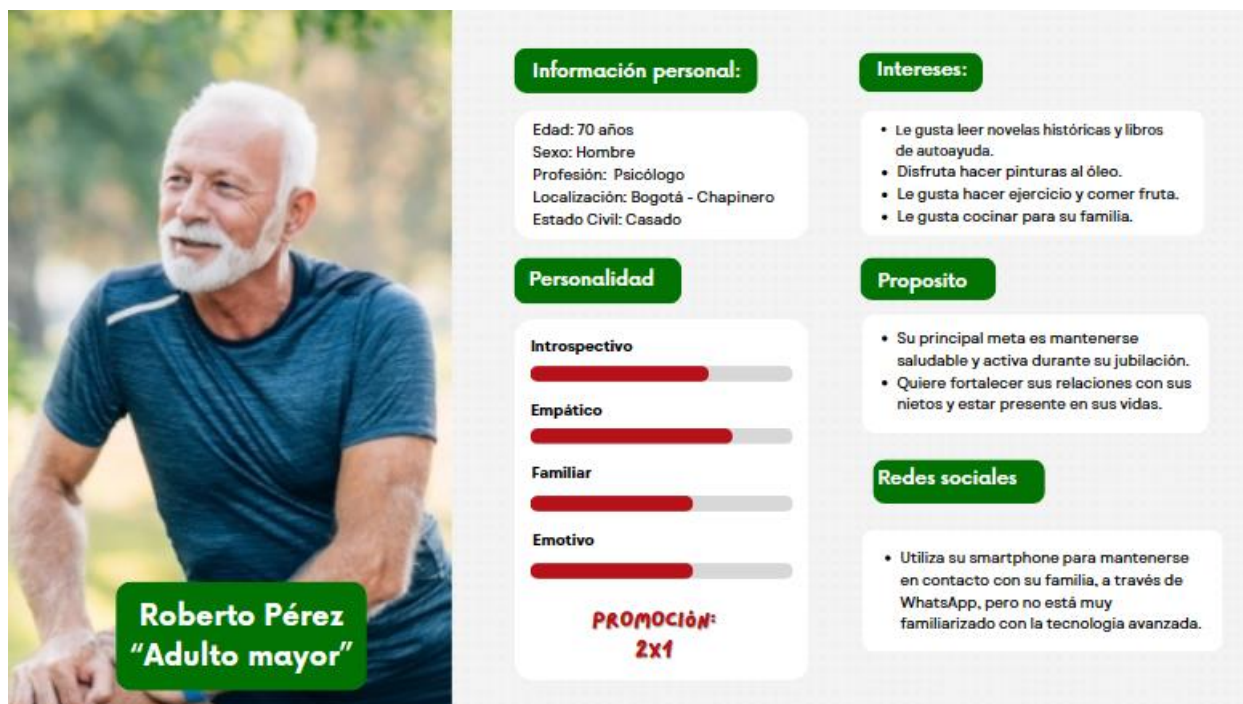 Roberto Pérez
“Adulto mayor”
Información personal:
Edad: 70 años
Sexo: Hombre
Profesión: Psicólogo
Localización: Bogotá - Chapinero
Estado Civil: Casado
Personalidad
Introspectivo
Empático
Familiar
Emotivo
PROMOCIÓN:
2x1
Intereses:
• Le gusta leer novelas históricas y libros
de autoayuda.
• Disfruta hacer pinturas al óleo.
• Le gusta hacer ejercicio y comer fruta.
• Le gusta cocinar para su familia.
Proposito
• Su principal meta es mantenerse
saludable y activa durante su jubilación.
• Quiere fortalecer sus relaciones con sus
nietos y estar presente en sus vidas.
Redes sociales
• Utiliza su smartphone para mantenerse
en contacto con su familia, a través de
WhatsApp, pero no está muy
familiarizado con la tecnologia avanzada.